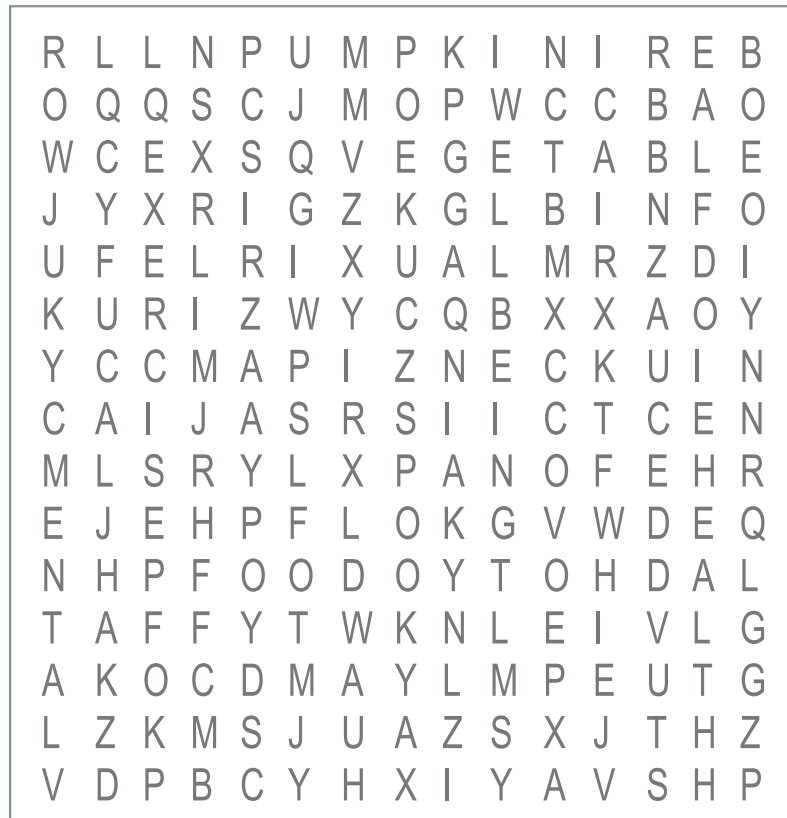 R L L N P U M P K I N I R E B
O Q Q S C J M O P W C C B A O
W C E X S Q V E G E T A B L E
J Y X R I G Z K G L B I N F O
U F E L R I X U A L M R Z D I
K U R I Z W Y C Q B X X A O Y
Y C C M A P I Z N E C K U I N
C A I J A S R S I I C T C E N
M L S R Y L X P A N O F E H R
E J E H P F L O K G V W D E Q
N H P F O O D O Y T O H D A L
T A F F Y T W K N L E I V L G
A K O C D M A Y L M P E U T G
L Z K M S J U A Z S X J T H Z
V D P B C Y H X I Y A V S H P